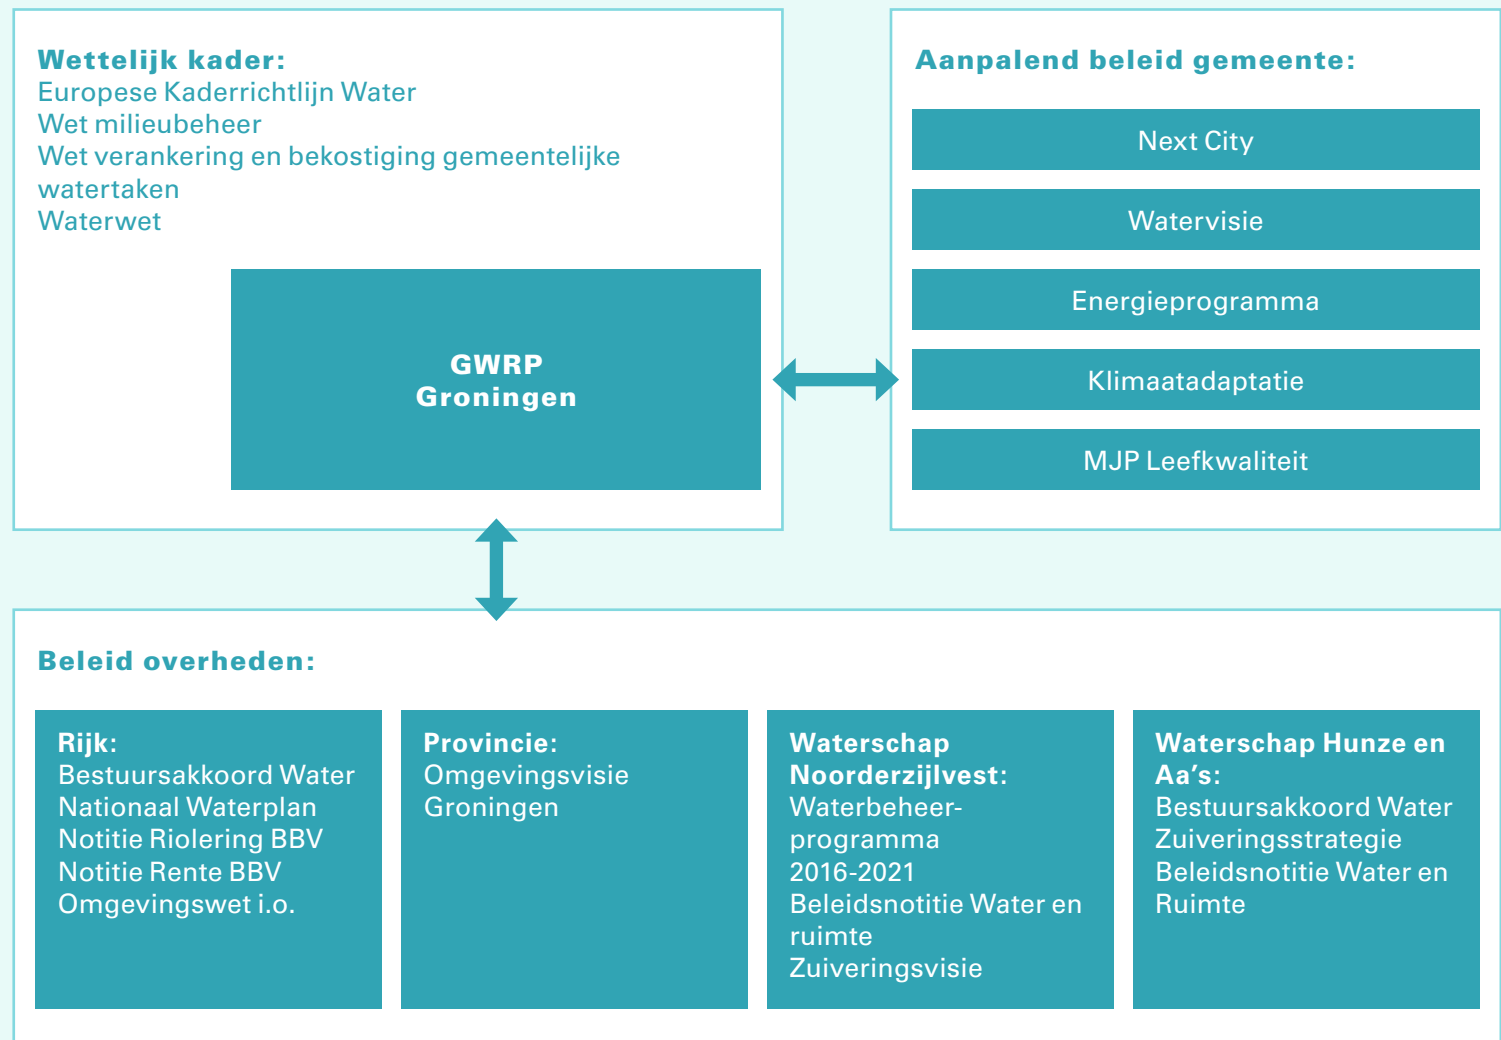 Wettelijk kader:
Europese Kaderrichtlijn Water
Wet milieubeheer
Wet verankering en bekostiging gemeentelijke
watertaken
Waterwet
GWRP
Groningen
Aanpalend beleid gemeente:
Next City
Watervisie
Energieprogramma
Klimaatadaptatie
MJP Leefkwaliteit
Beleid overheden:
Rijk:
Bestuursakkoord Water
Nationaal Waterplan
Notitie Riolering BBV
Notitie Rente BBV
Omgevingswet i.o.
Provincie:
Omgevingsvisie
Groningen
Waterschap
Noorderzijlvest:
Waterbeheer-
programma
2016-2021
Beleidsnotitie Water en
ruimte
Zuiveringsvisie
Waterschap Hunze en
Aa’s:
Bestuursakkoord Water
Zuiveringsstrategie
Beleidsnotitie Water en
Ruimte